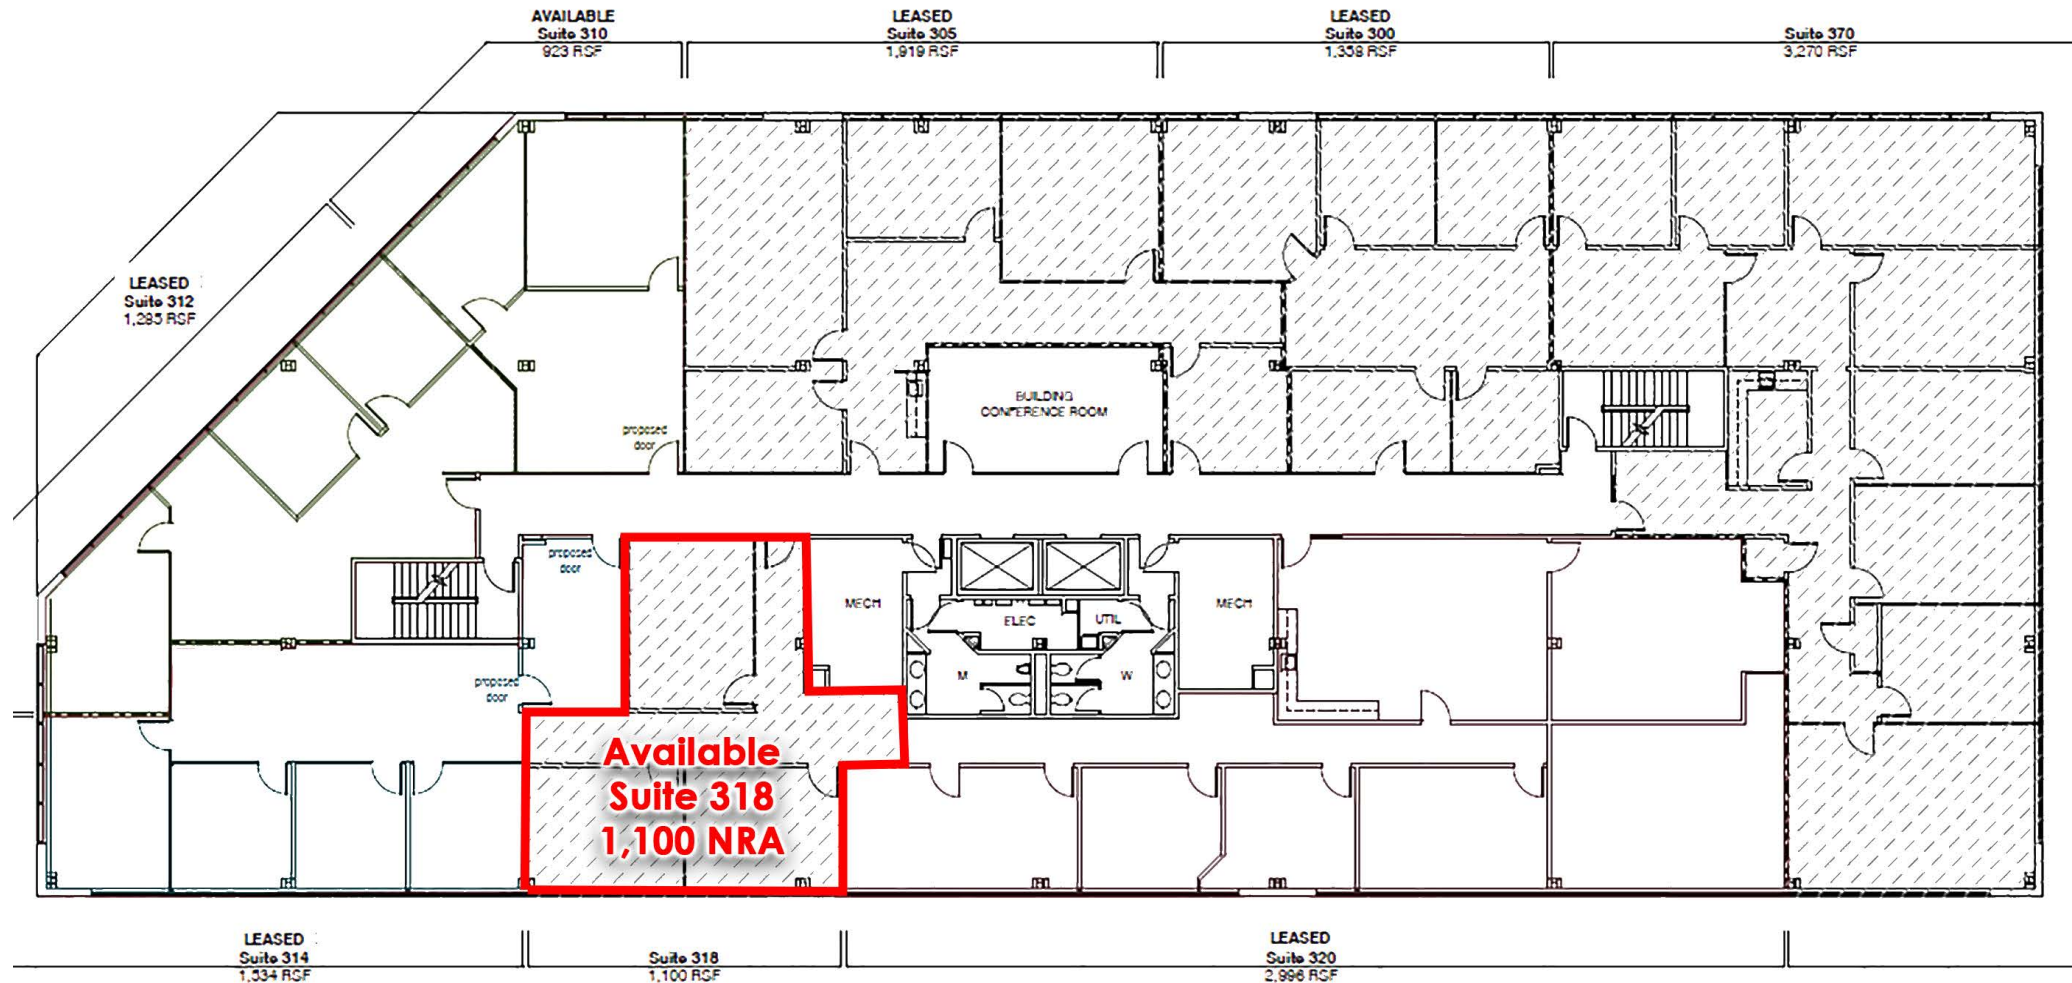 AVAILABLE
Suite 310
923 RSF
LEASED
Suite 305
1,919 RSF
LEASED
Suite 300
1,359 RSF
Suite 370
3,270 RSF
LEASED
Suite 312
1,285 RSF
BUILDING
CONFERENCE ROOM
proposed
door
proposed
door
MECH
ELEC
UTIL
MECH
M
W
proposed
door
Available
Suite 318
1,100 NRA
LEASED
Suite 314
1,534 RSF
Suite 318
1,100 RSF
LEASED
Suite 320
2,996 RSF